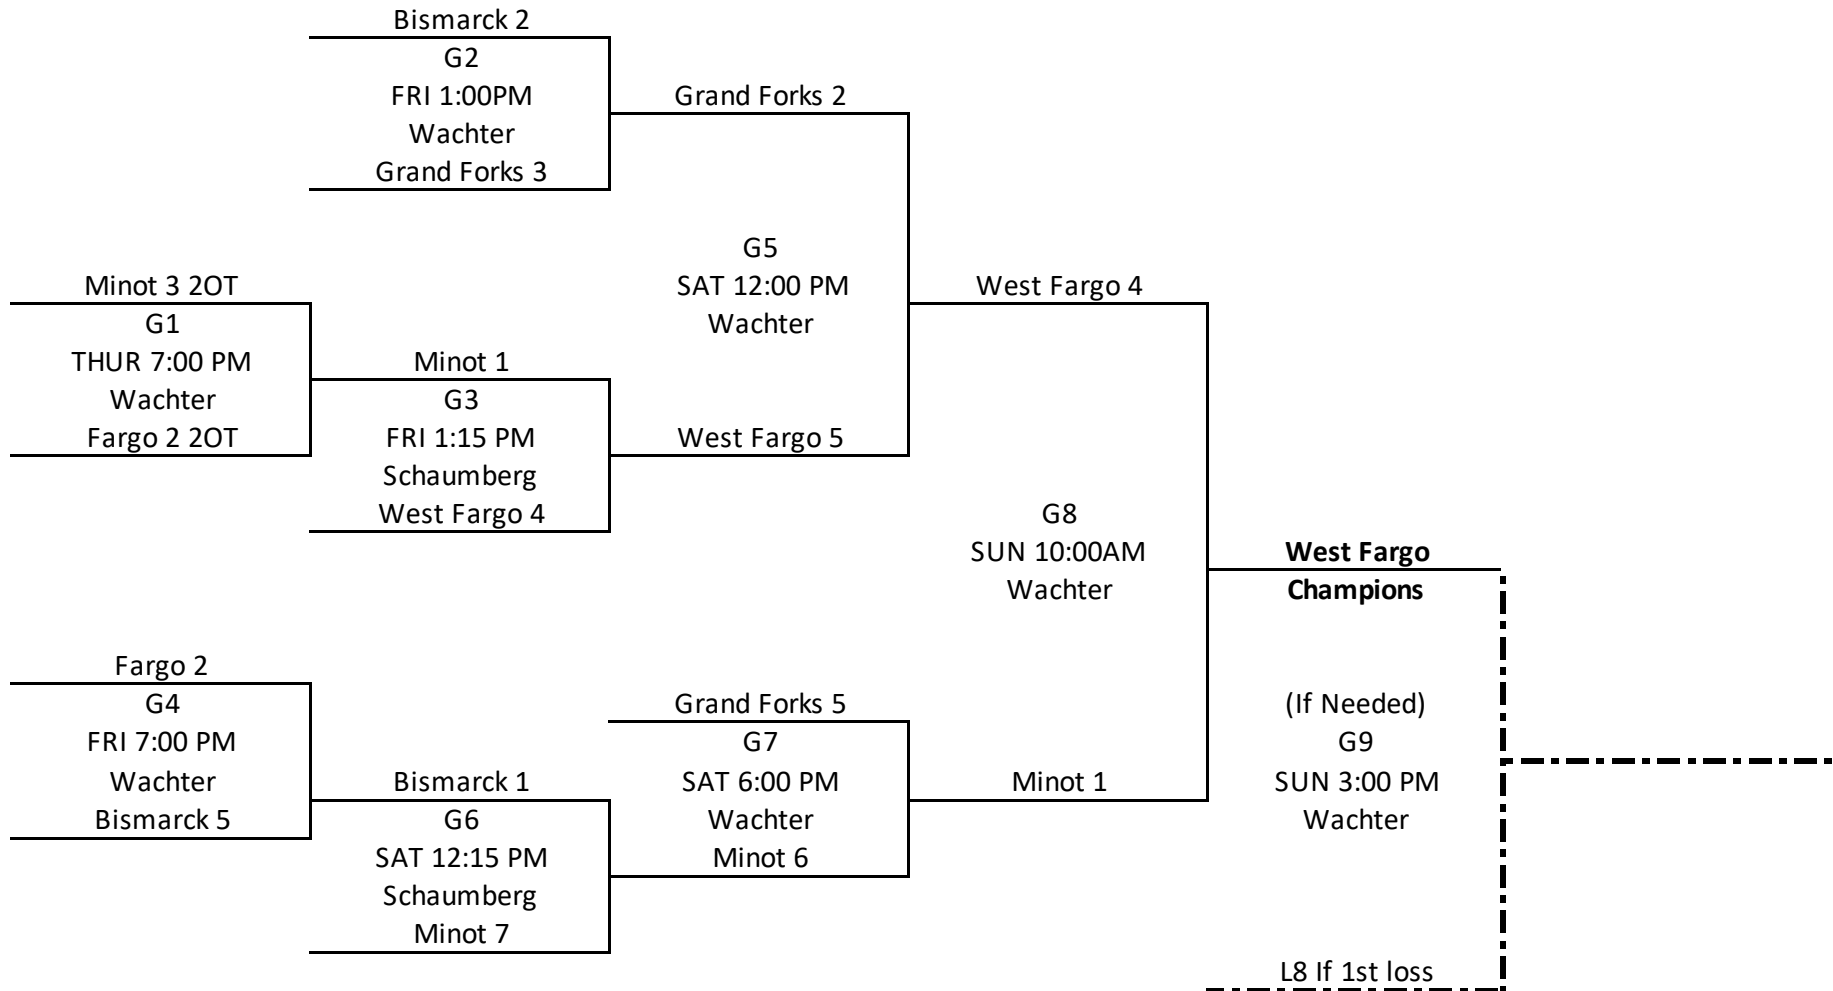 Bismarck 2
G2
FRI 1:00PM
Wachter
Grand Forks 3
Grand Forks 2
G5
SAT 12:00 PM
Wachter
Minot 3 2OT
G1
THUR 7:00 PM
Wachter
Fargo 2 2OT
Minot 1
G3
FRI 1:15 PM
Schaumberg
West Fargo 4
West Fargo 5
West Fargo 4
G8
SUN 10:00AM
Wachter
West Fargo
Champions
Fargo 2
G4
FRI 7:00 PM
Wachter
Bismarck 5
Bismarck 1
G6
SAT 12:15 PM
Schaumberg
Minot 7
Grand Forks 5
G7
SAT 6:00 PM
Wachter
Minot 6
Minot 1
(If Needed)
G9
SUN 3:00 PM
Wachter
L8 If 1st loss